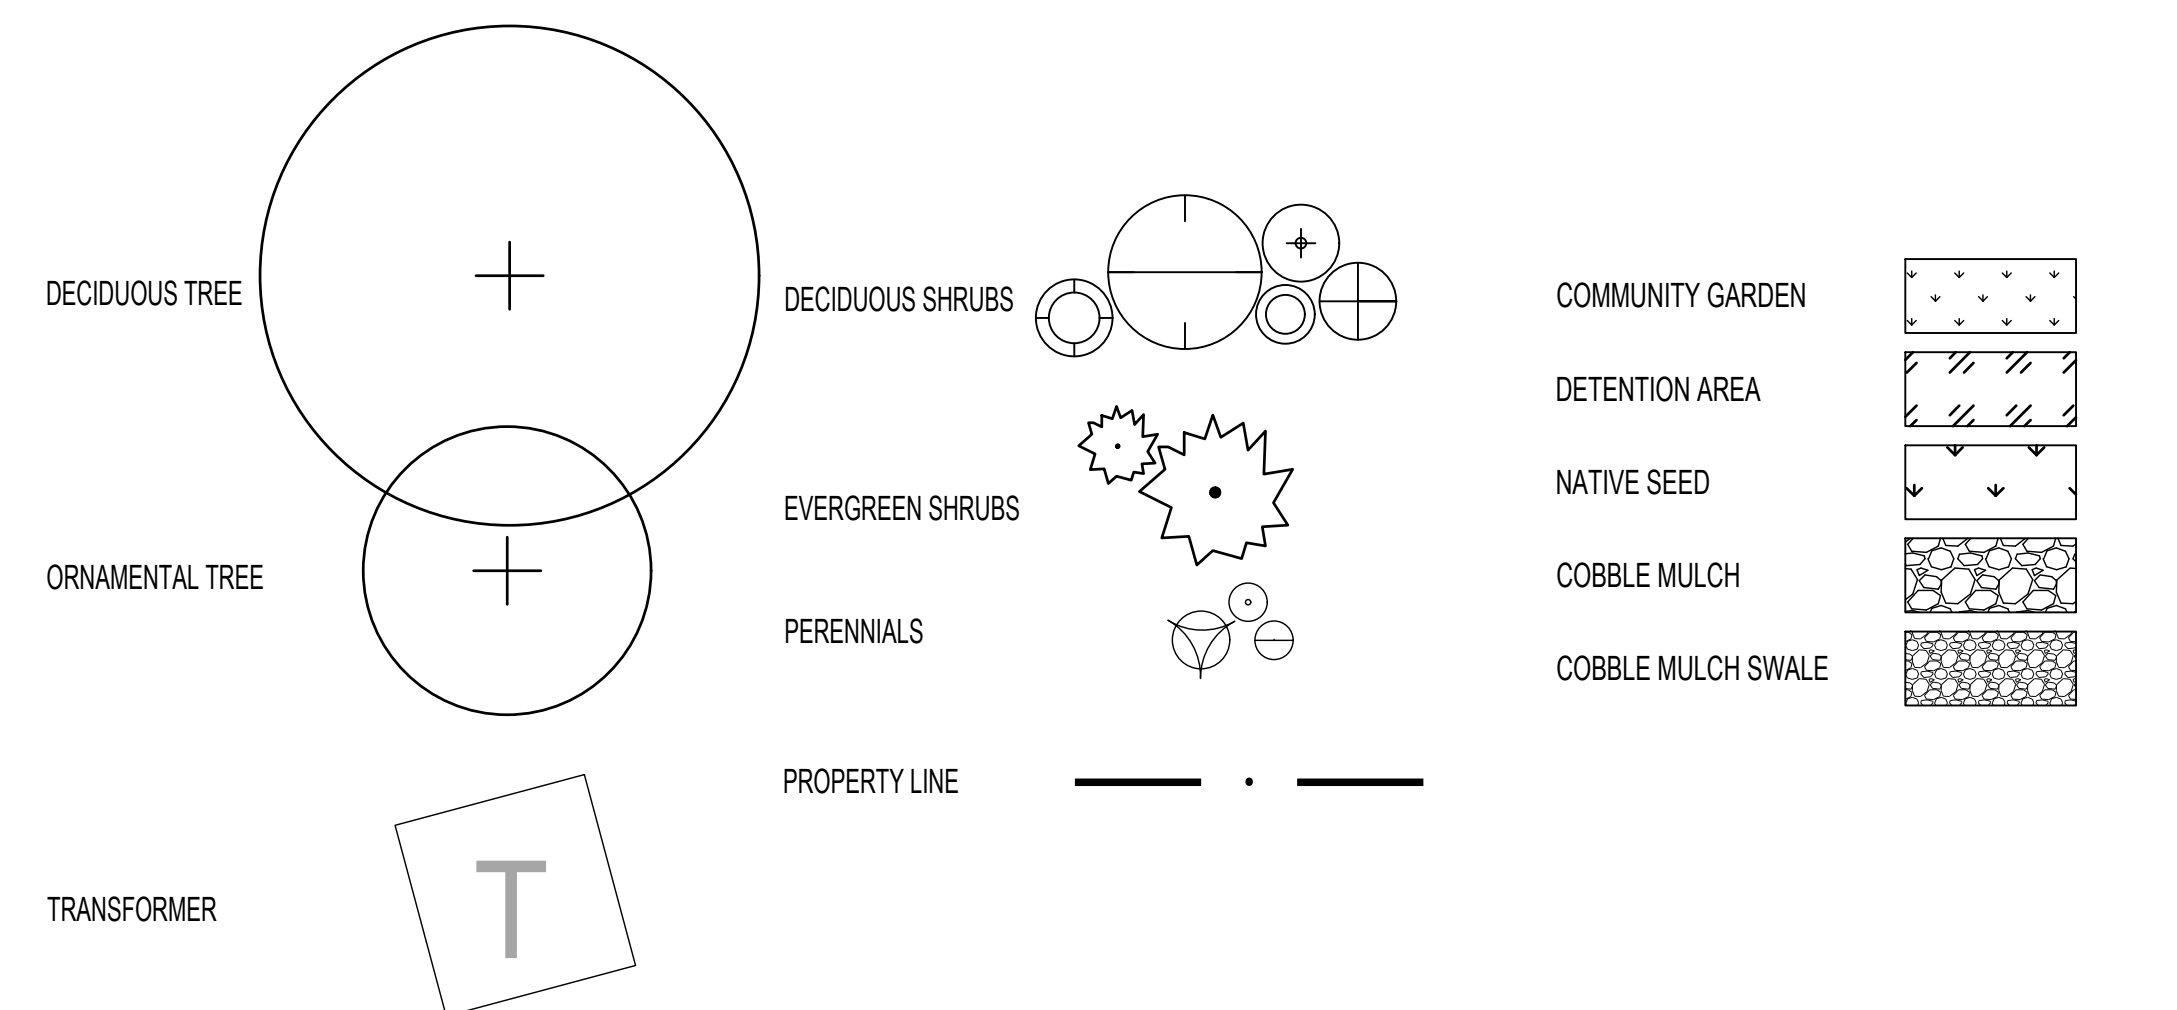 DECIDUOUS TREE
ORNAMENTAL TREE
T
TRANSFORMER
DECIDUOUS SHRUBS
EVERGREEN SHRUBS
PERENNIALS
PROPERTY LINE
COMMUNITY GARDEN
DETENTION AREA
NATIVE SEED
COBBLE MULCH
COBBLE MULCH SWALE